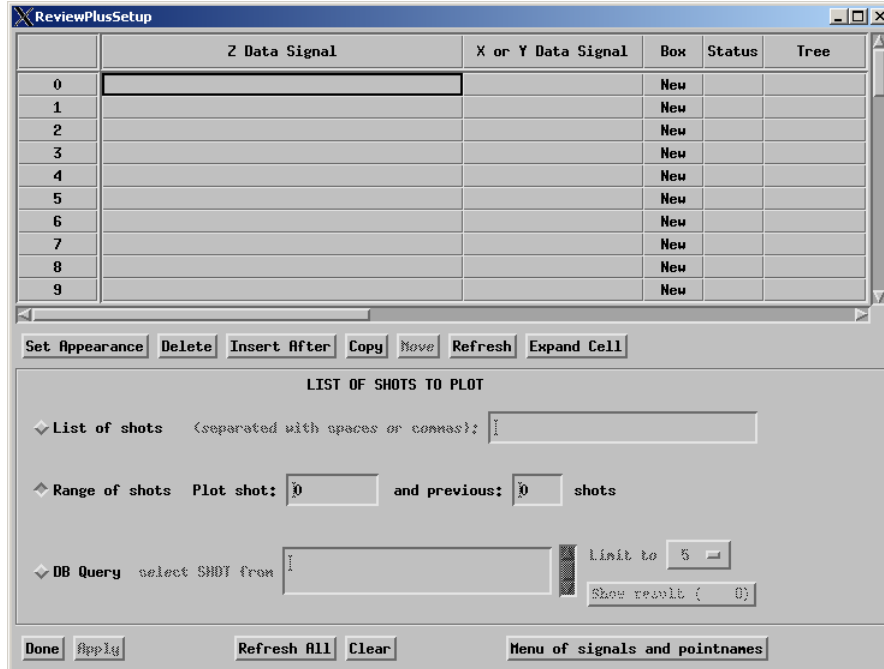 ReviewPlusSetup
Z Data Signal X or Y Data Signal Box Status Tree
0 New
1 New
2 New
3 New
4 New
5 New
6 New
7 New
8 New
9 New
Set Appearance Delete Insert After Copy Move Refresh Expand Cell
LIST OF SHOTS TO PLOT
List of shots (separated with spaces or commas):
Range of shots Plot shot: 0 and previous: 0 shots
DB Query select SHOT from Limit to 5
Show result ( 0)
Done Apply Refresh All Clear Menu of signals and pointnames